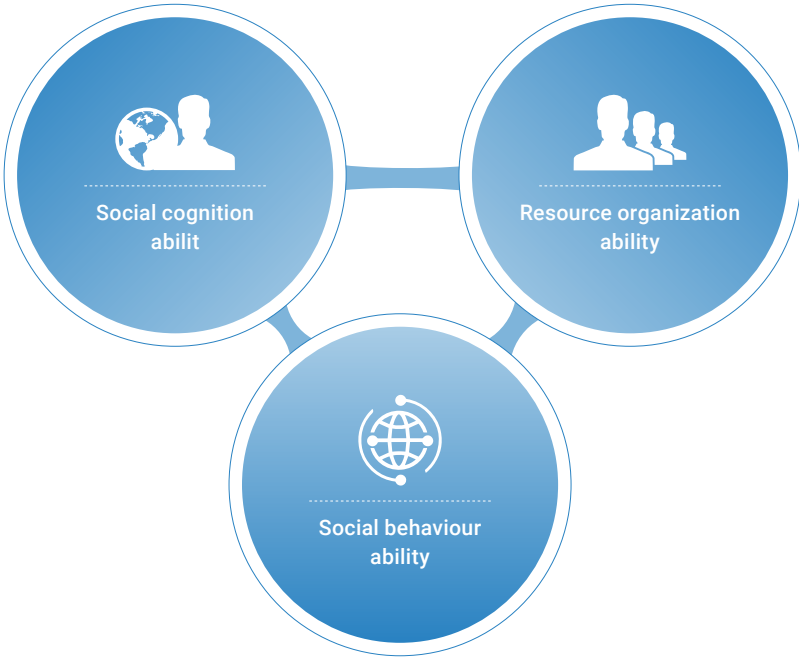 Social cognition
abilit
Resource organization
ability
Social behaviour
ability